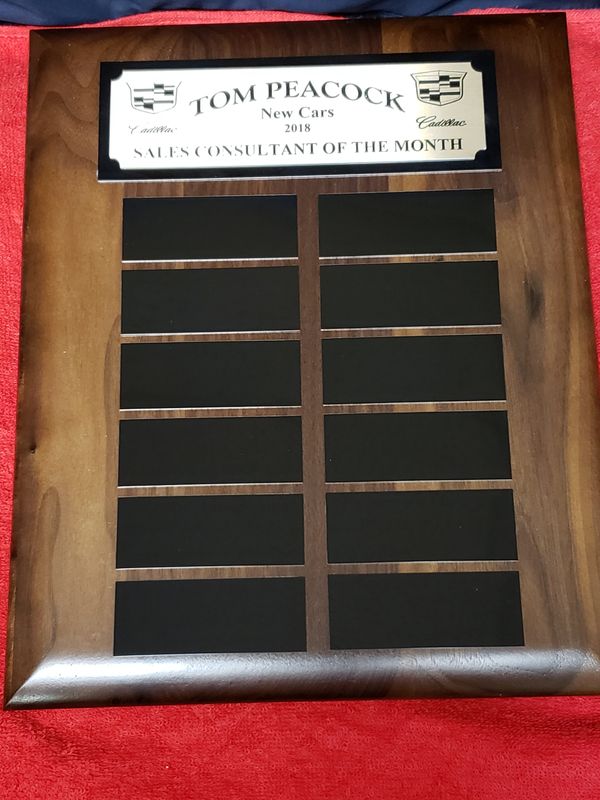 TOM PEACOCK
New Cars
2018
Cadillac
Cadillac
SALES CONSULTANT OF THE MONTH